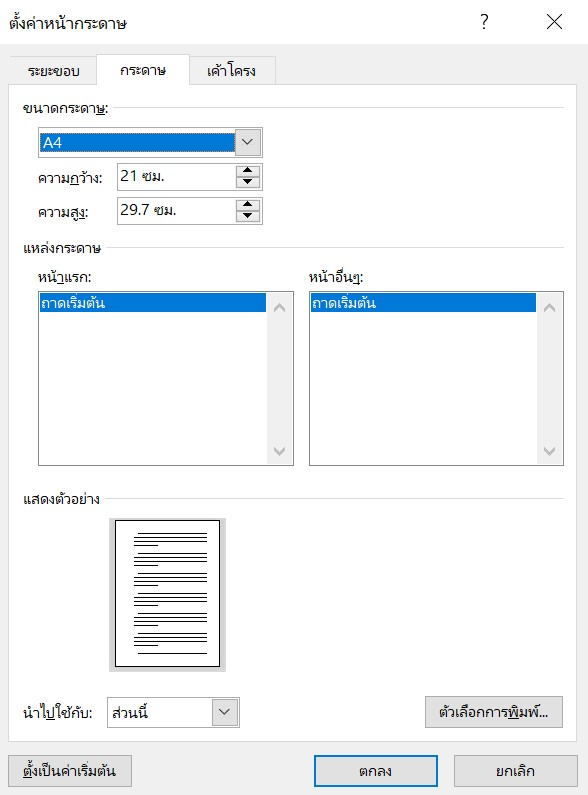 ตั้งค่าหน้ากระดาษ ?
ระยะขอบ กระดาษ เค้าโครง
ขนาดกระดาษ:
A4
ความกว้าง: 21 ซม.
ความสูง: 29.7 ซม.
แหล่งกระดาษ
หน้าแรก: หน้าอื่นๆ:
ถาดเริ่มต้น ถาดเริ่มต้น
แสดงตัวอย่าง
นำไปใช้กับ: ส่วนนี้ ตัวเลือกการพิมพ์...
ตั้งเป็นค่าเริ่มต้น ตกลง ยกเลิก